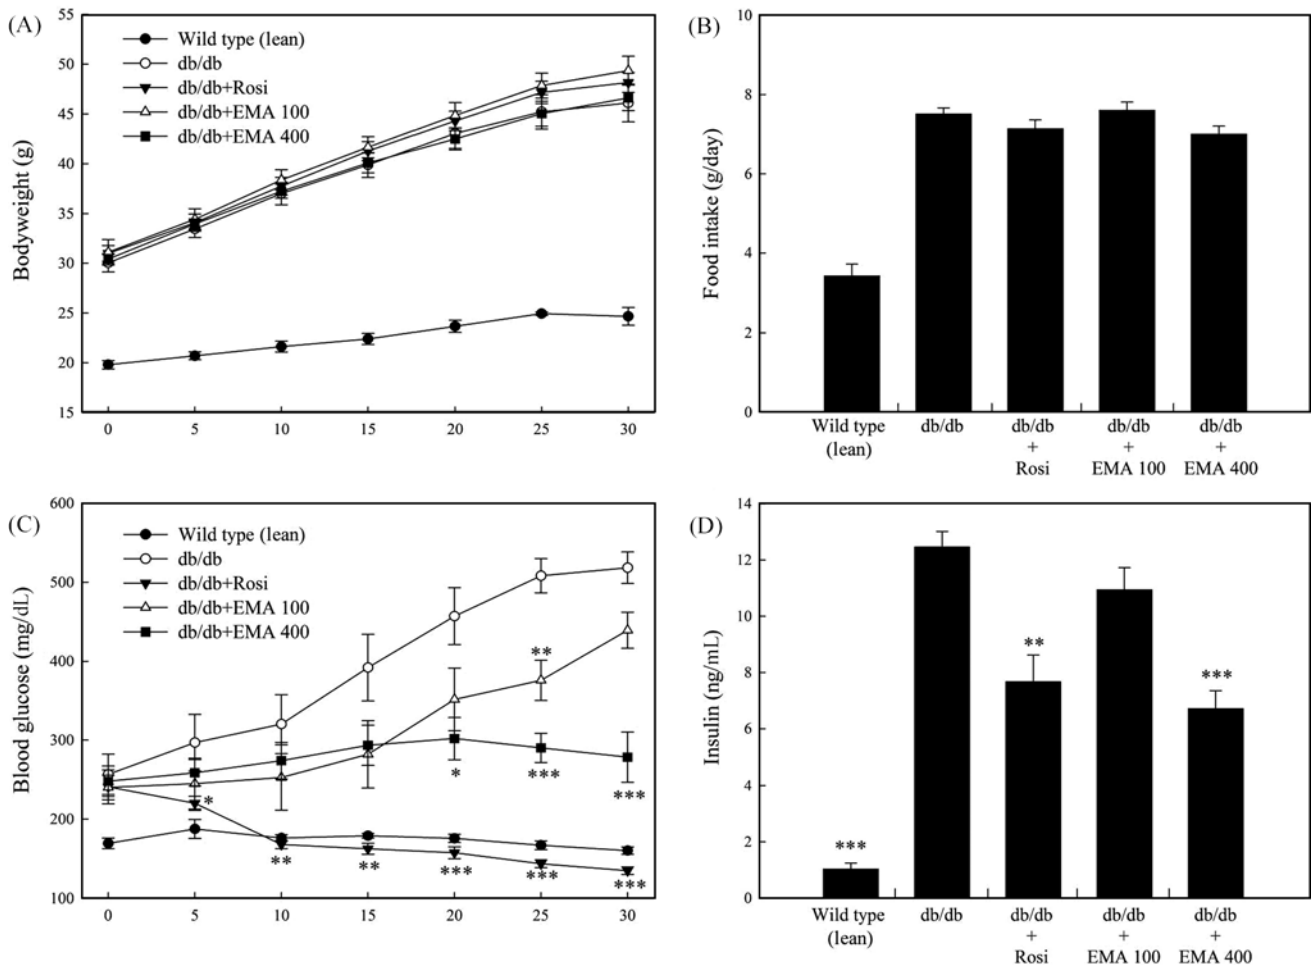 (A)
Bodyweight (g)
55
50
45
40
35
30
25
20
15
Wild type (lean)
db/db
db/db+Rosi
db/db+EMA 100
db/db+EMA 400
0 5 10 15 20 25 30
(B)
Food intake (g/day)
10
8
6
4
2
0
Wild type db/db db/db db/db db/db
(lean) + + +
Rosi EMA 100 EMA 400
(C)
Blood glucose (mg/dL)
600
500
400
300
200
100
Wild type (lean)
db/db
db/db+Rosi
db/db+EMA 100
db/db+EMA 400
**
* *** ***
*
** ** *** *** ***
0 5 10 15 20 25 30
(D)
Insulin (ng/mL)
14
12
10
8
6
4
2
0
**
***
***
Wild type db/db db/db db/db db/db
(lean) + + +
Rosi EMA 100 EMA 400